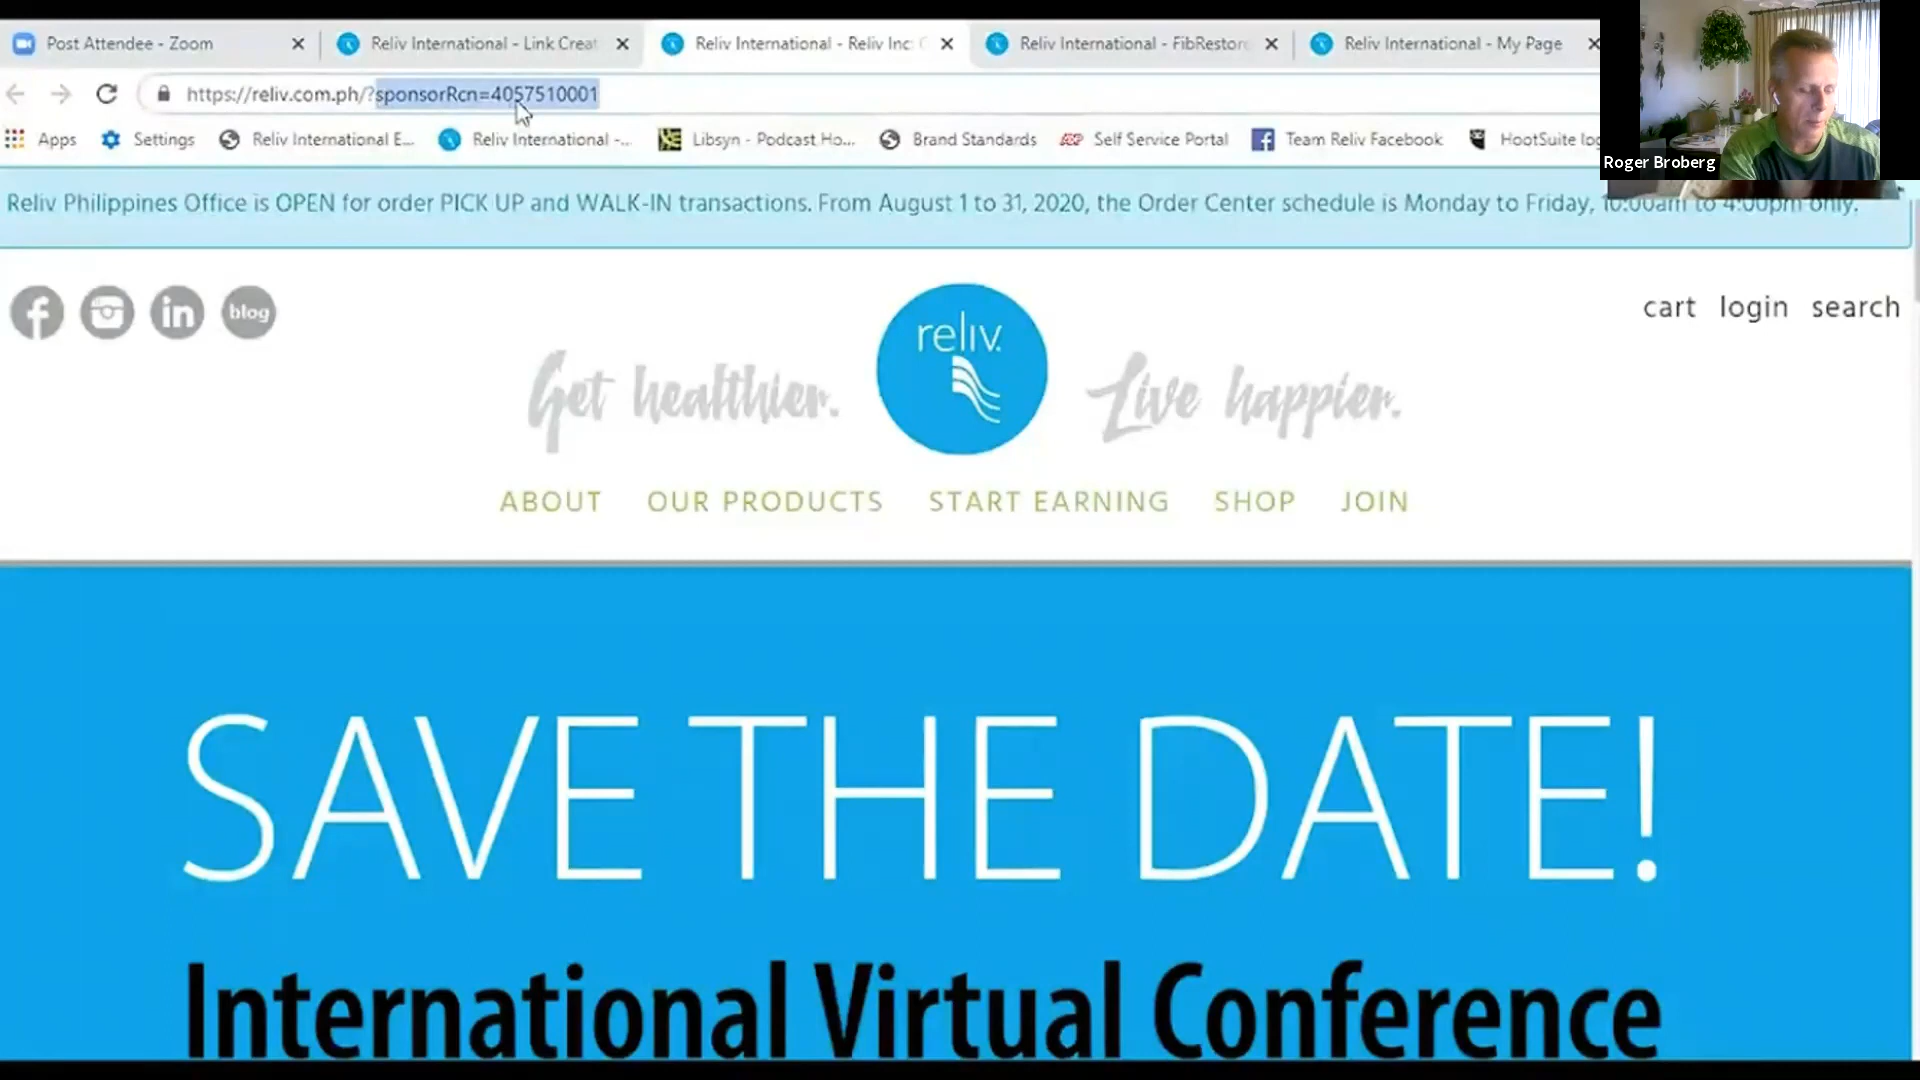 Post Attendee - Zoom
Reliv International - Link Creat
Reliv International - Reliv Inc: C
Reliv International - FibRestore
Reliv International - My Page
https://reliv.com.ph/?sponsorRcn=4057510001
Apps
Settings
Reliv International E...
Reliv International -...
Libsyn - Podcast Ho...
Brand Standards
ADP
Self Service Portal
Team Reliv Facebook
HootSuite log
Roger Broberg
Reliv Philippines Office is OPEN for order PICK UP and WALK-IN transactions. From August 1 to 31, 2020, the Order Center schedule is Monday to Friday, 10:00am to 4:00pm only.
blog
cart login search
Get healthier.
reliv.
Live happier.
ABOUT OUR PRODUCTS START EARNING SHOP JOIN
SAVE THE DATE!
International Virtual Conference